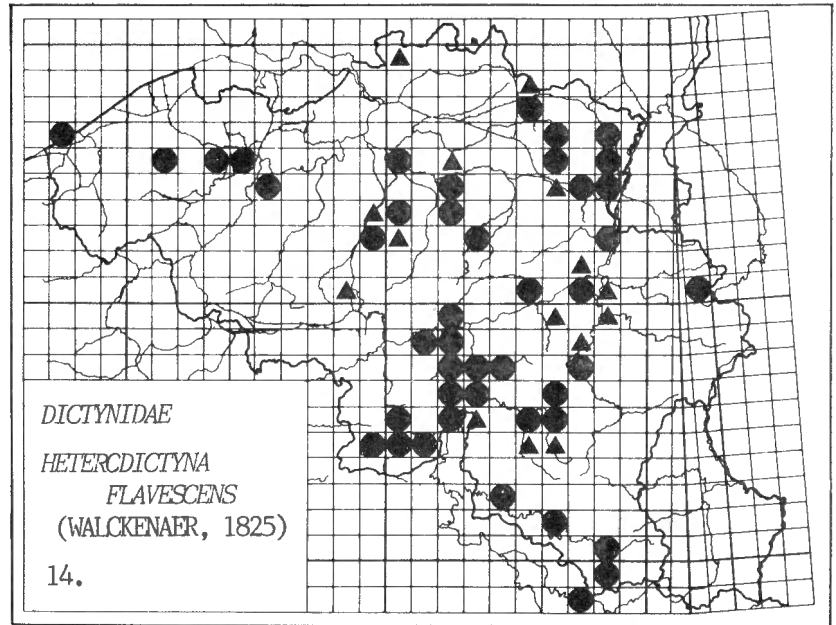 DICTYNIDAE
HETERCDICTYNA
FLAVESCENS
(WALCKENAER, 1825)
14.